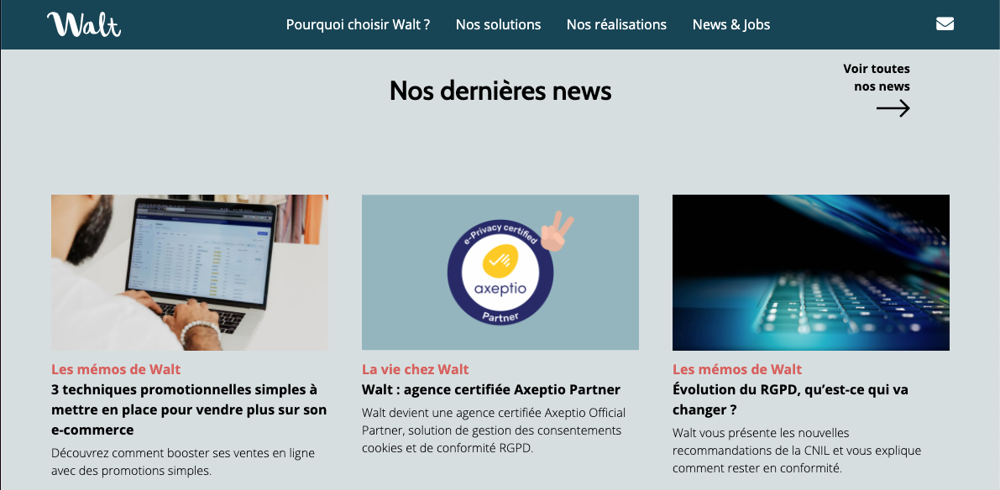 Walt
Pourquoi choisir Walt ?
Nos solutions
Nos réalisations
News & Jobs
Voir toutes
nos news
Nos dernières news
e-Privacy certified
axeptio
Partner
Les mémos de Walt
3 techniques promotionnelles simples à
mettre en place pour vendre plus sur son
e-commerce
Découvrez comment booster ses ventes en ligne
avec des promotions simples.
La vie chez Walt
Walt : agence certifiée Axeptio Partner
Walt devient une agence certifiée Axeptio Official
Partner, solution de gestion des consentements
cookies et de conformité RGPD.
Les mémos de Walt
Évolution du RGPD, qu’est-ce qui va
changer ?
Walt vous présente les nouvelles
recommandations de la CNIL et vous explique
comment rester en conformité.